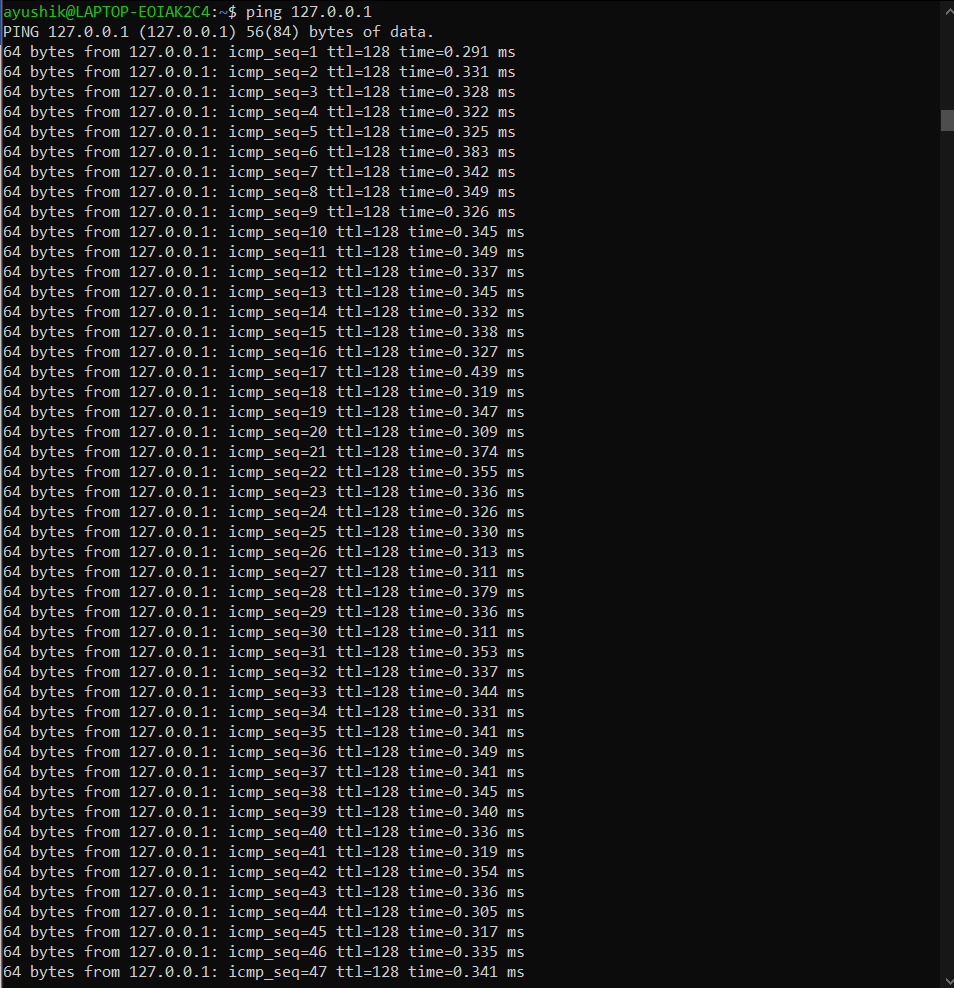 ayushik@LAPTOP-EOIAK2C4:~$ ping 127.0.0.1
PING 127.0.0.1 (127.0.0.1) 56(84) bytes of data.
64 bytes from 127.0.0.1: icmp_seq=1 ttl=128 time=0.291 ms
64 bytes from 127.0.0.1: icmp_seq=2 ttl=128 time=0.331 ms
64 bytes from 127.0.0.1: icmp_seq=3 ttl=128 time=0.328 ms
64 bytes from 127.0.0.1: icmp_seq=4 ttl=128 time=0.322 ms
64 bytes from 127.0.0.1: icmp_seq=5 ttl=128 time=0.325 ms
64 bytes from 127.0.0.1: icmp_seq=6 ttl=128 time=0.383 ms
64 bytes from 127.0.0.1: icmp_seq=7 ttl=128 time=0.342 ms
64 bytes from 127.0.0.1: icmp_seq=8 ttl=128 time=0.349 ms
64 bytes from 127.0.0.1: icmp_seq=9 ttl=128 time=0.326 ms
64 bytes from 127.0.0.1: icmp_seq=10 ttl=128 time=0.345 ms
64 bytes from 127.0.0.1: icmp_seq=11 ttl=128 time=0.349 ms
64 bytes from 127.0.0.1: icmp_seq=12 ttl=128 time=0.337 ms
64 bytes from 127.0.0.1: icmp_seq=13 ttl=128 time=0.345 ms
64 bytes from 127.0.0.1: icmp_seq=14 ttl=128 time=0.332 ms
64 bytes from 127.0.0.1: icmp_seq=15 ttl=128 time=0.338 ms
64 bytes from 127.0.0.1: icmp_seq=16 ttl=128 time=0.327 ms
64 bytes from 127.0.0.1: icmp_seq=17 ttl=128 time=0.439 ms
64 bytes from 127.0.0.1: icmp_seq=18 ttl=128 time=0.319 ms
64 bytes from 127.0.0.1: icmp_seq=19 ttl=128 time=0.347 ms
64 bytes from 127.0.0.1: icmp_seq=20 ttl=128 time=0.309 ms
64 bytes from 127.0.0.1: icmp_seq=21 ttl=128 time=0.374 ms
64 bytes from 127.0.0.1: icmp_seq=22 ttl=128 time=0.355 ms
64 bytes from 127.0.0.1: icmp_seq=23 ttl=128 time=0.336 ms
64 bytes from 127.0.0.1: icmp_seq=24 ttl=128 time=0.326 ms
64 bytes from 127.0.0.1: icmp_seq=25 ttl=128 time=0.330 ms
64 bytes from 127.0.0.1: icmp_seq=26 ttl=128 time=0.313 ms
64 bytes from 127.0.0.1: icmp_seq=27 ttl=128 time=0.311 ms
64 bytes from 127.0.0.1: icmp_seq=28 ttl=128 time=0.379 ms
64 bytes from 127.0.0.1: icmp_seq=29 ttl=128 time=0.336 ms
64 bytes from 127.0.0.1: icmp_seq=30 ttl=128 time=0.311 ms
64 bytes from 127.0.0.1: icmp_seq=31 ttl=128 time=0.353 ms
64 bytes from 127.0.0.1: icmp_seq=32 ttl=128 time=0.337 ms
64 bytes from 127.0.0.1: icmp_seq=33 ttl=128 time=0.344 ms
64 bytes from 127.0.0.1: icmp_seq=34 ttl=128 time=0.331 ms
64 bytes from 127.0.0.1: icmp_seq=35 ttl=128 time=0.341 ms
64 bytes from 127.0.0.1: icmp_seq=36 ttl=128 time=0.349 ms
64 bytes from 127.0.0.1: icmp_seq=37 ttl=128 time=0.341 ms
64 bytes from 127.0.0.1: icmp_seq=38 ttl=128 time=0.345 ms
64 bytes from 127.0.0.1: icmp_seq=39 ttl=128 time=0.340 ms
64 bytes from 127.0.0.1: icmp_seq=40 ttl=128 time=0.336 ms
64 bytes from 127.0.0.1: icmp_seq=41 ttl=128 time=0.319 ms
64 bytes from 127.0.0.1: icmp_seq=42 ttl=128 time=0.354 ms
64 bytes from 127.0.0.1: icmp_seq=43 ttl=128 time=0.336 ms
64 bytes from 127.0.0.1: icmp_seq=44 ttl=128 time=0.305 ms
64 bytes from 127.0.0.1: icmp_seq=45 ttl=128 time=0.317 ms
64 bytes from 127.0.0.1: icmp_seq=46 ttl=128 time=0.335 ms
64 bytes from 127.0.0.1: icmp_seq=47 ttl=128 time=0.341 ms